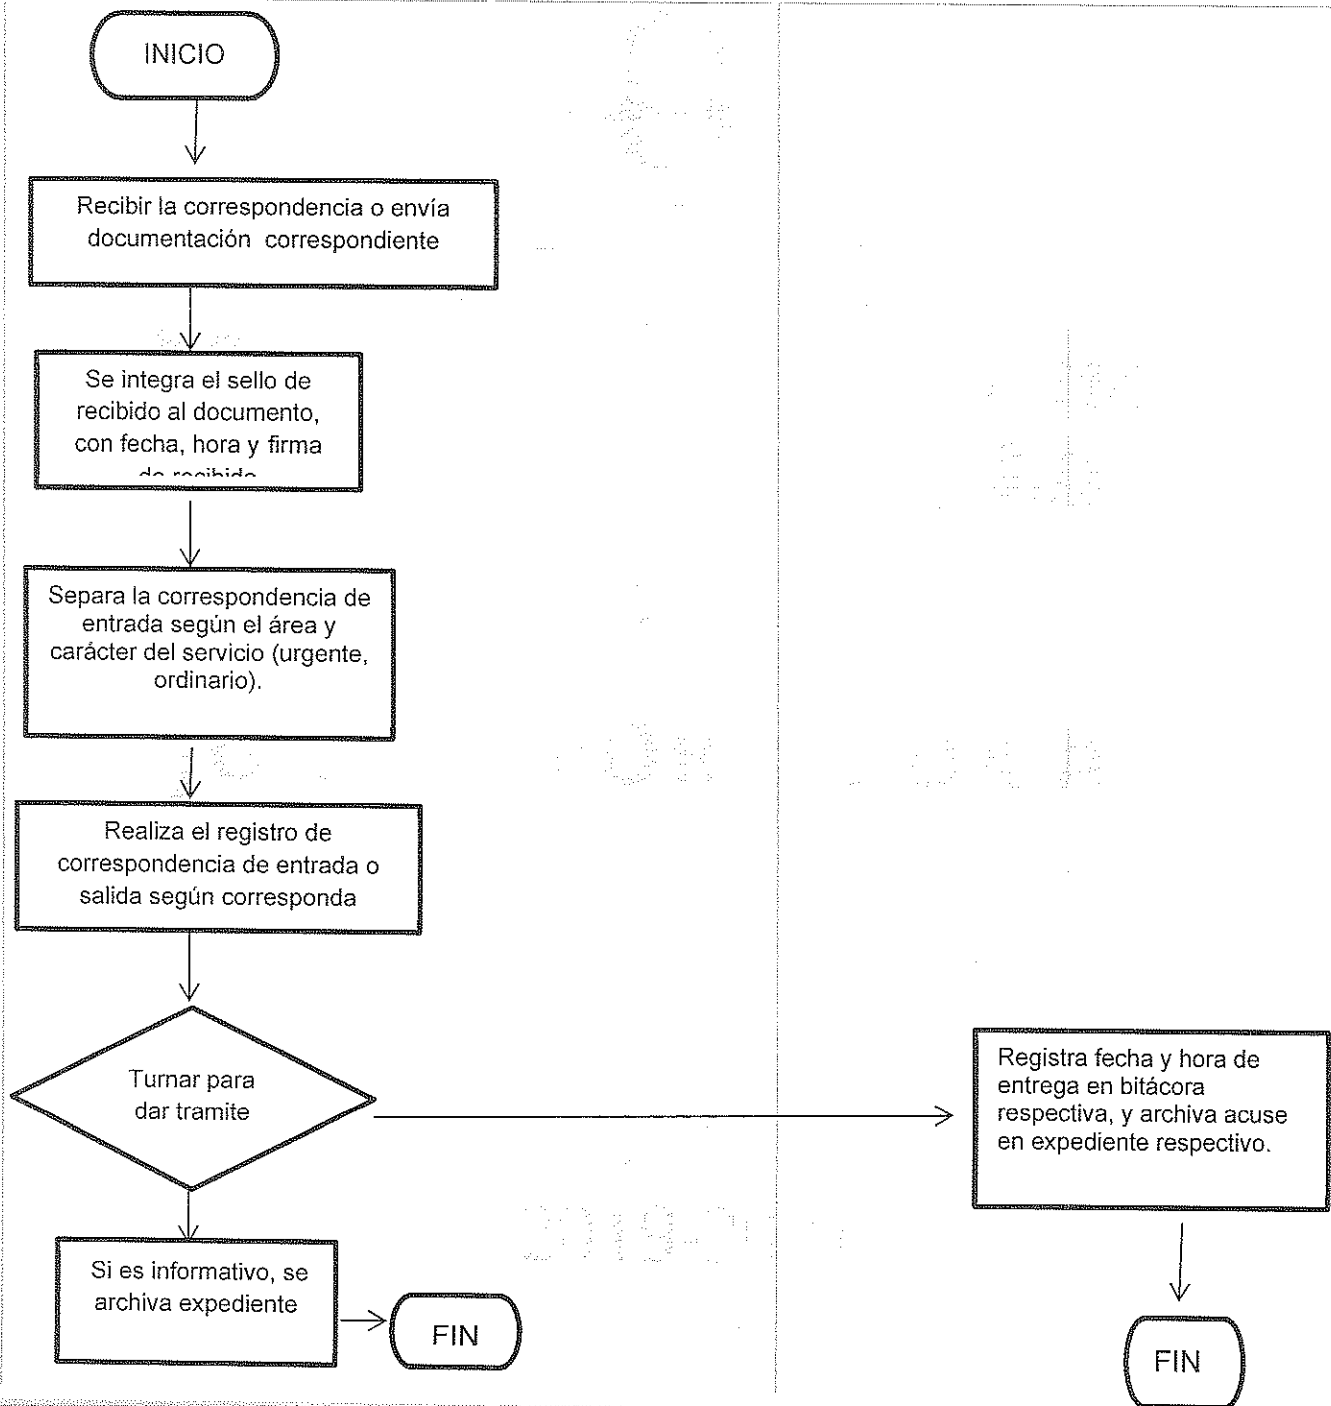 INICIO
Recibir la correspondencia o envía
documentación correspondiente
Se integra el sello de
recibido al documento,
con fecha, hora y firma
de recibido
Separa la correspondencia de
entrada según el área y
carácter del servicio (urgente,
ordinario).
Realiza el registro de
correspondencia de entrada o
salida según corresponda
Turnar para
dar tramite
Registra fecha y hora de
entrega en bitácora
respectiva, y archiva acuse
en expediente respectivo.
Si es informativo, se
archiva expediente
FIN
FIN